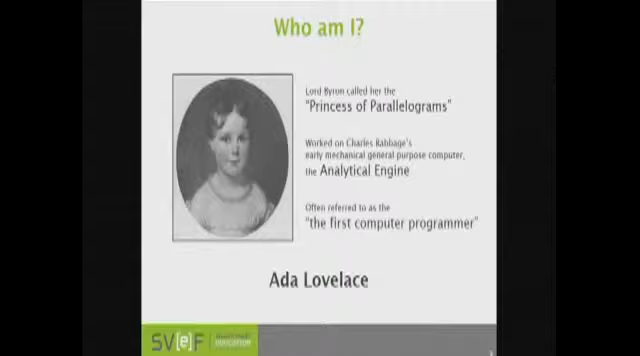 Who am I?
Lord Byron called her the
"Princess of Parallelograms"
Worked on Charles Babbage's
early mechanical general purpose computer,
the Analytical Engine
Often referred to as the
"the first computer programmer"
Ada Lovelace
SV[e]F
EDUCATION